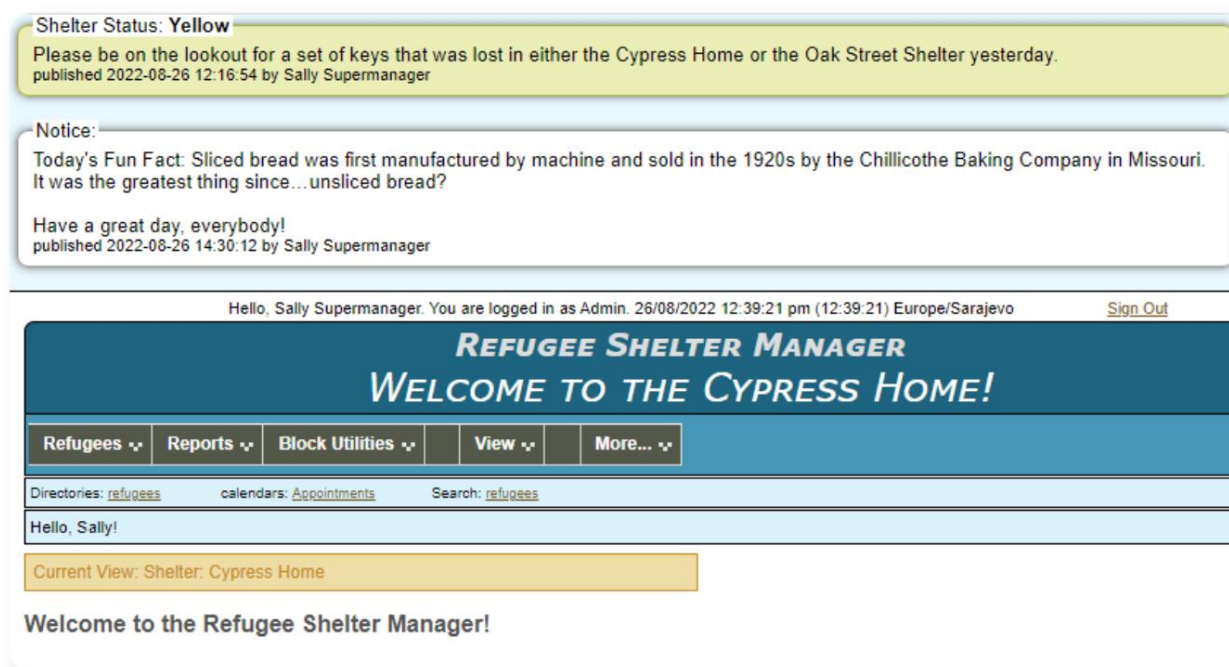 Shelter Status: Yellow
Please be on the lookout for a set of keys that was lost in either the Cypress Home or the Oak Street Shelter yesterday.
published 2022-08-26 12:16:54 by Sally Supermanager
Notice:
Today's Fun Fact: Sliced bread was first manufactured by machine and sold in the 1920s by the Chillicothe Baking Company in Missouri.
It was the greatest thing since...unsliced bread?
Have a great day, everybody!
published 2022-08-26 14:30:12 by Sally Supermanager
Hello, Sally Supermanager. You are logged in as Admin. 26/08/2022 12:39:21 pm (12:39:21) Europe/Sarajevo Sign Out
Refugee Shelter Manager
Welcome to the Cypress Home!
Refugees Reports Block Utilities View More...
Directories: refugees calendars: Appointments Search: refugees
Hello, Sally!
Current View: Shelter: Cypress Home
Welcome to the Refugee Shelter Manager!